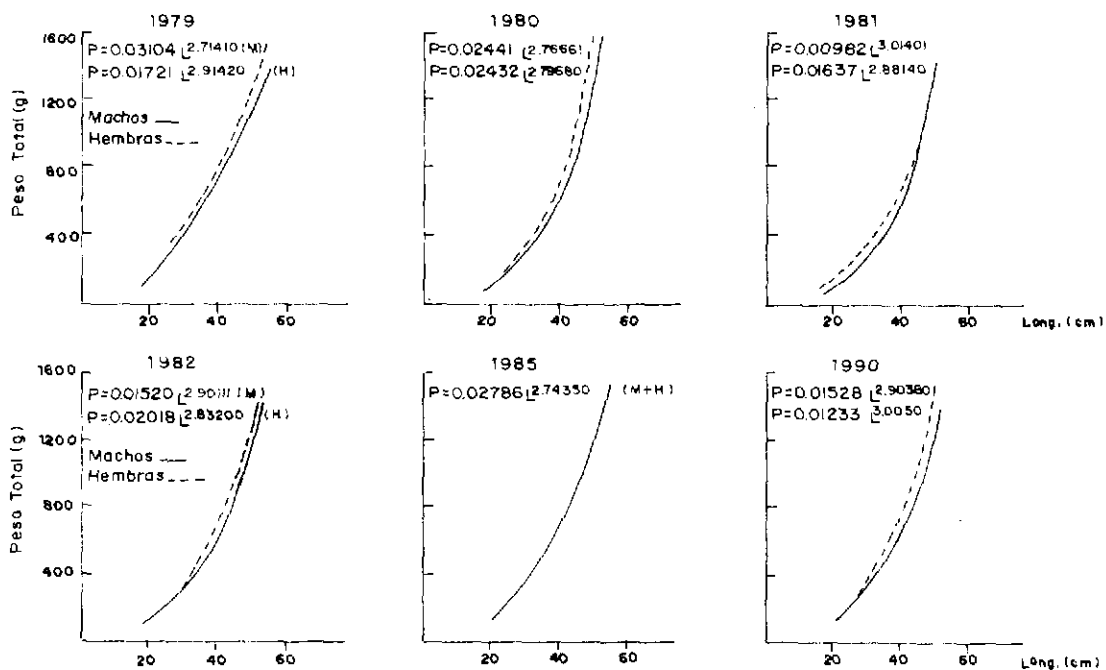 1979
P=0.03104 L2.71410 (M)
P=0.01721 L2.91420 (H)
Machos
Hembras
Peso Total (g)
1600
1200
800
400
20 40 60
1980
P=0.02441 L2.76661
P=0.02432 L2.79680
20 40 60
1981
P=0.00982 L3.01401
P=0.01637 L2.88140
20 40 60 Long. (cm)
1982
P=0.01520 (M)
P=0.02018 L2.83200 (H)
Machos
Hembras
Peso Total (g)
1600
1200
800
400
20 40 60
1985
P=0.02786 L2.74350 (M+H)
20 40 60
1990
P=0.01528 L2.90380
P=0.01233 L3.0050
20 40 60 Long. (cm)